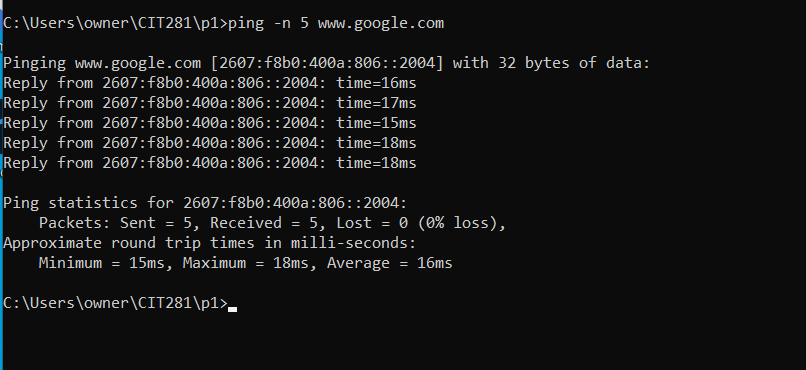 C:\Users\owner\CIT281\p1>ping -n 5 www.google.com
Pinging www.google.com [2607:f8b0:400a:806::2004] with 32 bytes of data:
Reply from 2607:f8b0:400a:806::2004: time=16ms
Reply from 2607:f8b0:400a:806::2004: time=17ms
Reply from 2607:f8b0:400a:806::2004: time=15ms
Reply from 2607:f8b0:400a:806::2004: time=18ms
Reply from 2607:f8b0:400a:806::2004: time=18ms
Ping statistics for 2607:f8b0:400a:806::2004:
    Packets: Sent = 5, Received = 5, Lost = 0 (0% loss),
Approximate round trip times in milli-seconds:
    Minimum = 15ms, Maximum = 18ms, Average = 16ms
C:\Users\owner\CIT281\p1>